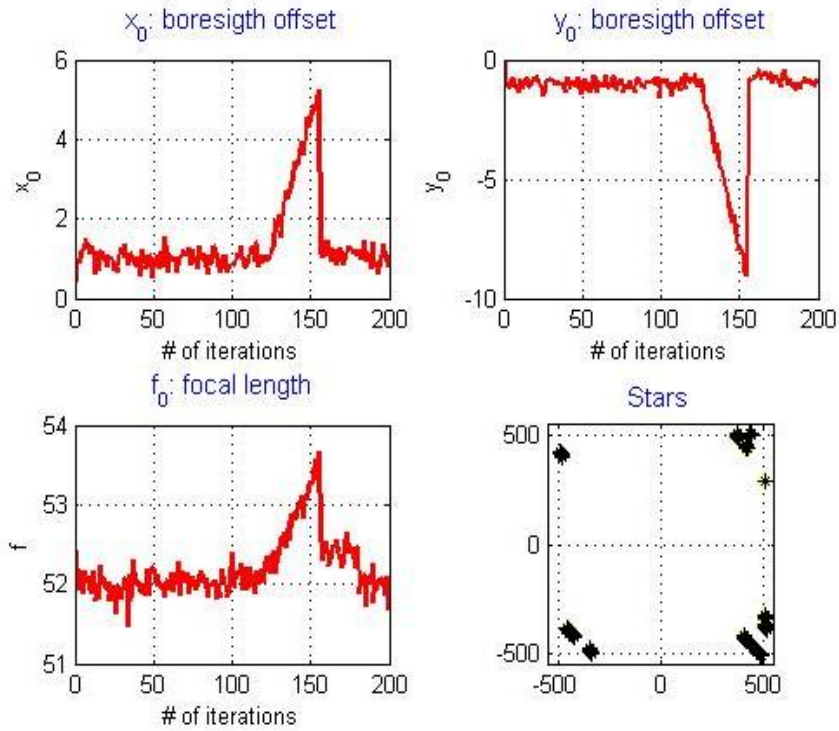 x0: boresigth offset
6
4
2
0
x0
0 50 100 150 200
# of iterations
y0: boresigth offset
0
-5
-10
y0
0 50 100 150 200
# of iterations
f0: focal length
54
53
52
51
f
0 50 100 150 200
# of iterations
Stars
500
0
-500
-500 0 500